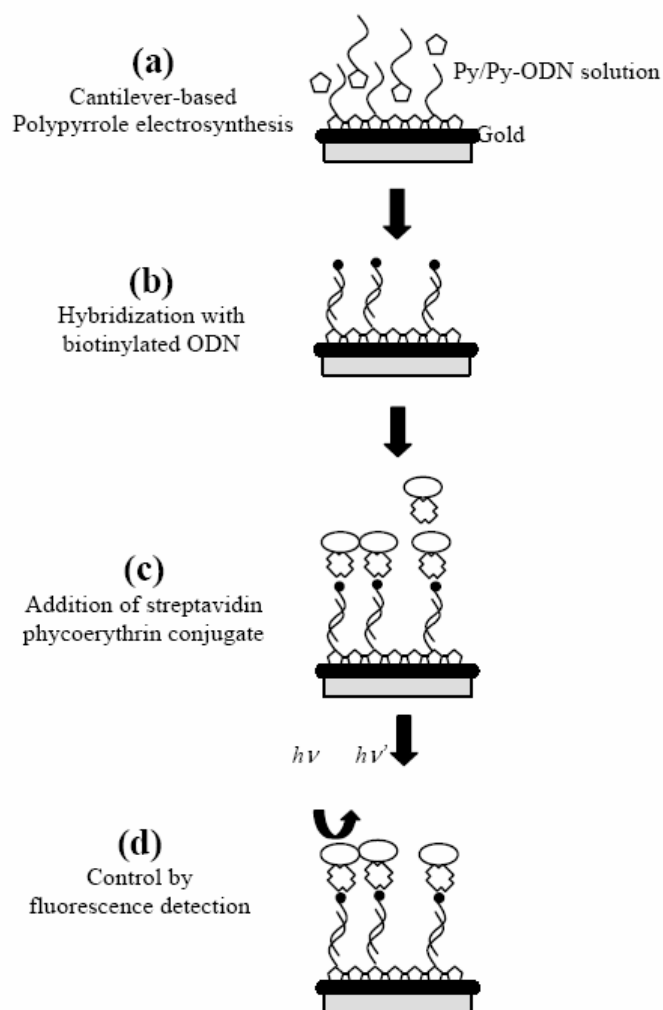 (a)
Cantilever-based
Polypyrrole electrosynthesis
Py/Py-ODN solution
Gold
(b)
Hybridization with
biotinylated ODN
(c)
Addition of streptavidin
phycoerythrin conjugate
hν hν'
(d)
Control by
fluorescence detection